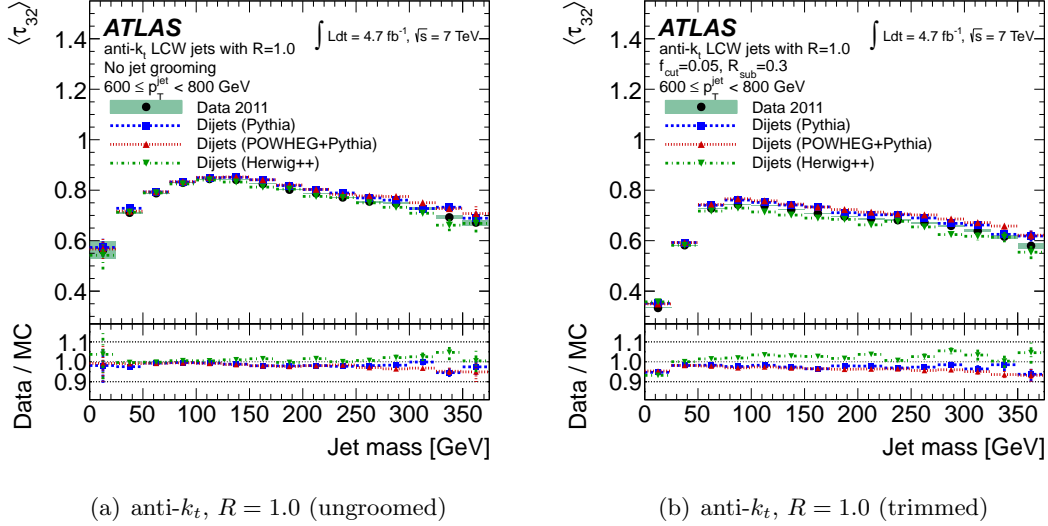 ⟨τ₃₂⟩
1.4
1.2
1
0.8
0.6
0.4
ATLAS
∫ Ldt = 4.7 fb⁻¹, √s = 7 TeV
anti-kₜ LCW jets with R=1.0
No jet grooming
600 ≤ p_T^jet < 800 GeV
Data 2011
Dijets (Pythia)
Dijets (POWHEG+Pythia)
Dijets (Herwig++)
Data / MC
1.1
1.0
0.9
0 50 100 150 200 250 300 350
Jet mass [GeV]
(a) anti-kₜ, R = 1.0 (ungroomed)
⟨τ₃₂⟩
1.4
1.2
1
0.8
0.6
0.4
ATLAS
∫ Ldt = 4.7 fb⁻¹, √s = 7 TeV
anti-kₜ LCW jets with R=1.0
f_cut=0.05, R_sub=0.3
600 ≤ p_T^jet < 800 GeV
Data 2011
Dijets (Pythia)
Dijets (POWHEG+Pythia)
Dijets (Herwig++)
Data / MC
1.1
1.0
0.9
0 50 100 150 200 250 300 350
Jet mass [GeV]
(b) anti-kₜ, R = 1.0 (trimmed)